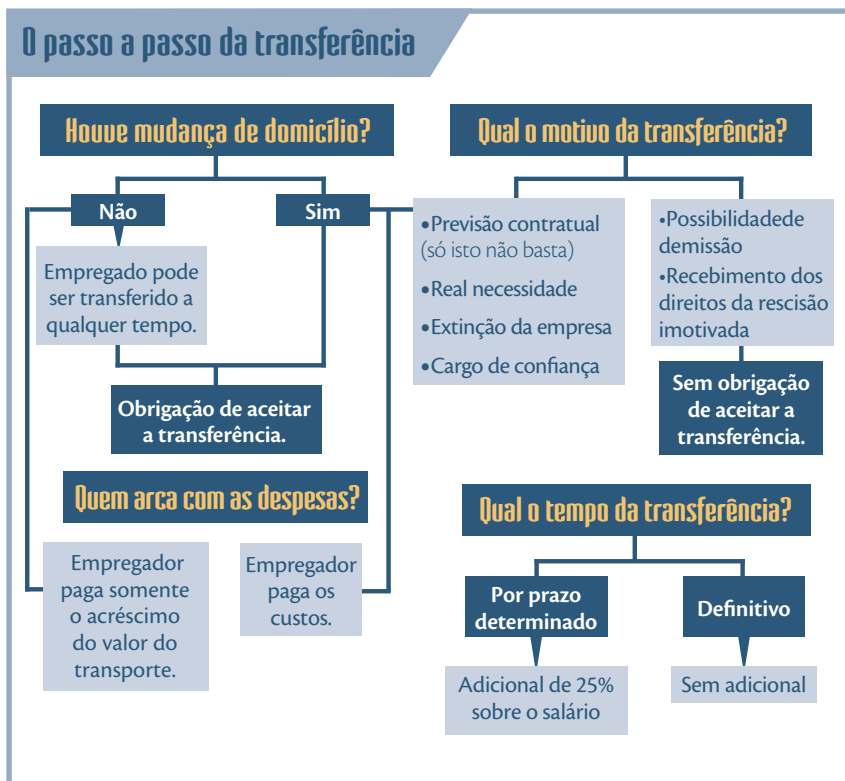 O passo a passo da transferência
Houve mudança de domicílio?
Não
Sim
Empregado pode
ser transferido a
qualquer tempo.
Obrigação de aceitar
a transferência.
Qual o motivo da transferência?
•Previsão contratual
(só isto não basta)
•Real necessidade
•Extinção da empresa
•Cargo de confiança
•Possibilidadede
demissão
•Recebimento dos
direitos da rescisão
imotivada
Sem obrigação
de aceitar a
transferência.
Quem arca com as despesas?
Empregador
paga somente
o acréscimo
do valor do
transporte.
Empregador
paga os
custos.
Qual o tempo da transferência?
Por prazo
determinado
Definitivo
Adicional de 25%
sobre o salário
Sem adicional